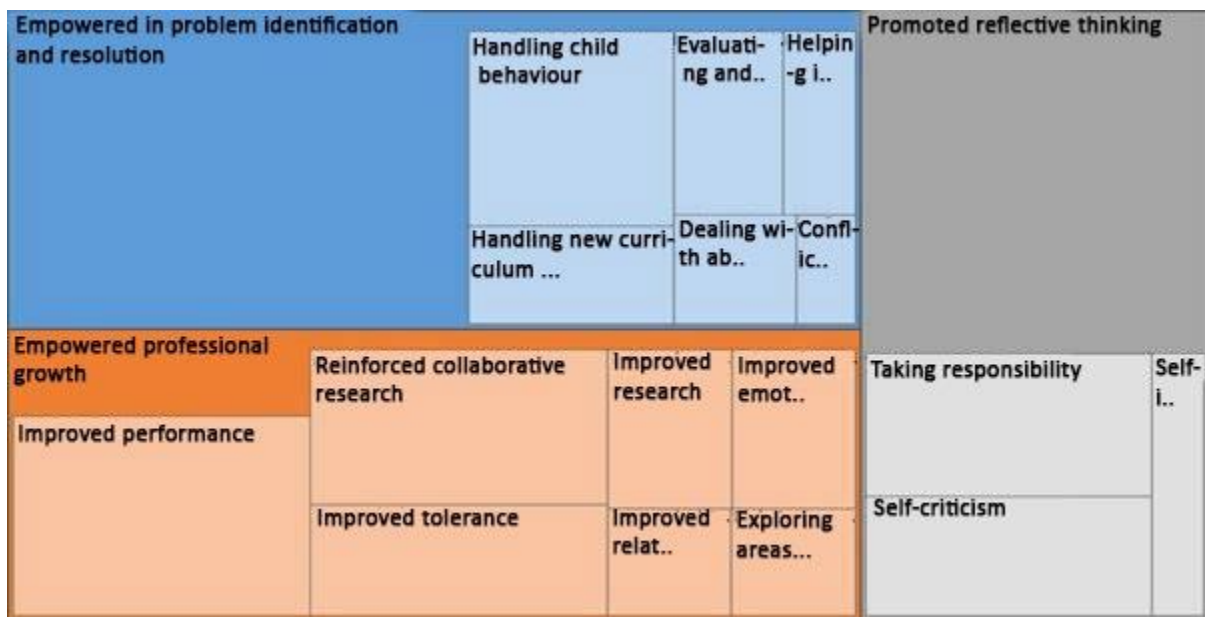 Empowered in problem identification
and resolution
Handling child
behaviour
Evaluati-
ng and..
Helpin
-g i..
Handling new curri-
culum ...
Dealing wi-
th ab..
Confl-
ic..
Promoted reflective thinking
Empowered professional
growth
Improved performance
Reinforced collaborative
research
Improved
research
Improved
emot..
Improved tolerance
Improved
relat..
Exploring
areas...
Taking responsibility
Self-
i..
Self-criticism